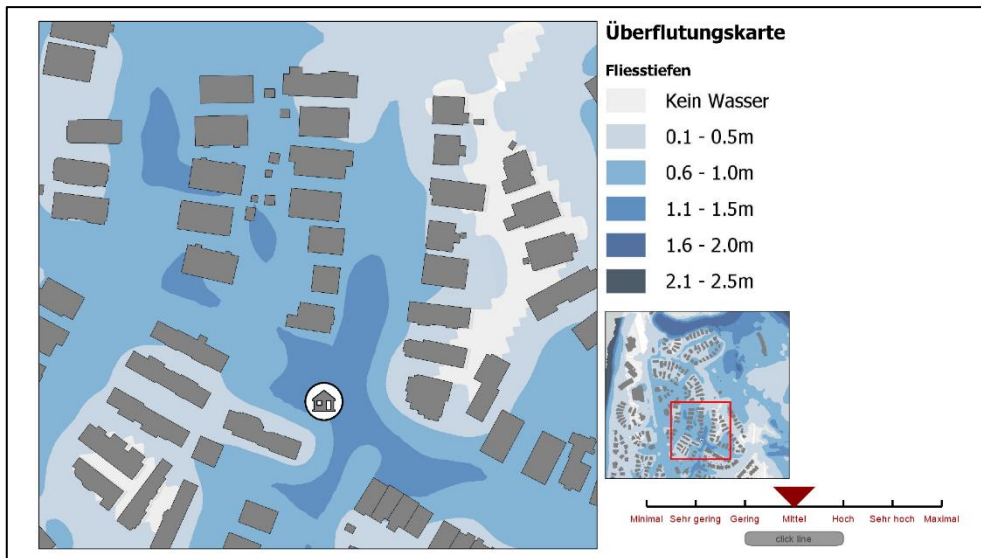 Überflutungskarte
Fliesstiefen
Kein Wasser
0.1 - 0.5m
0.6 - 1.0m
1.1 - 1.5m
1.6 - 2.0m
2.1 - 2.5m
Minimal Sehr gering Gering Mittel Hoch Sehr hoch Maximal
click line